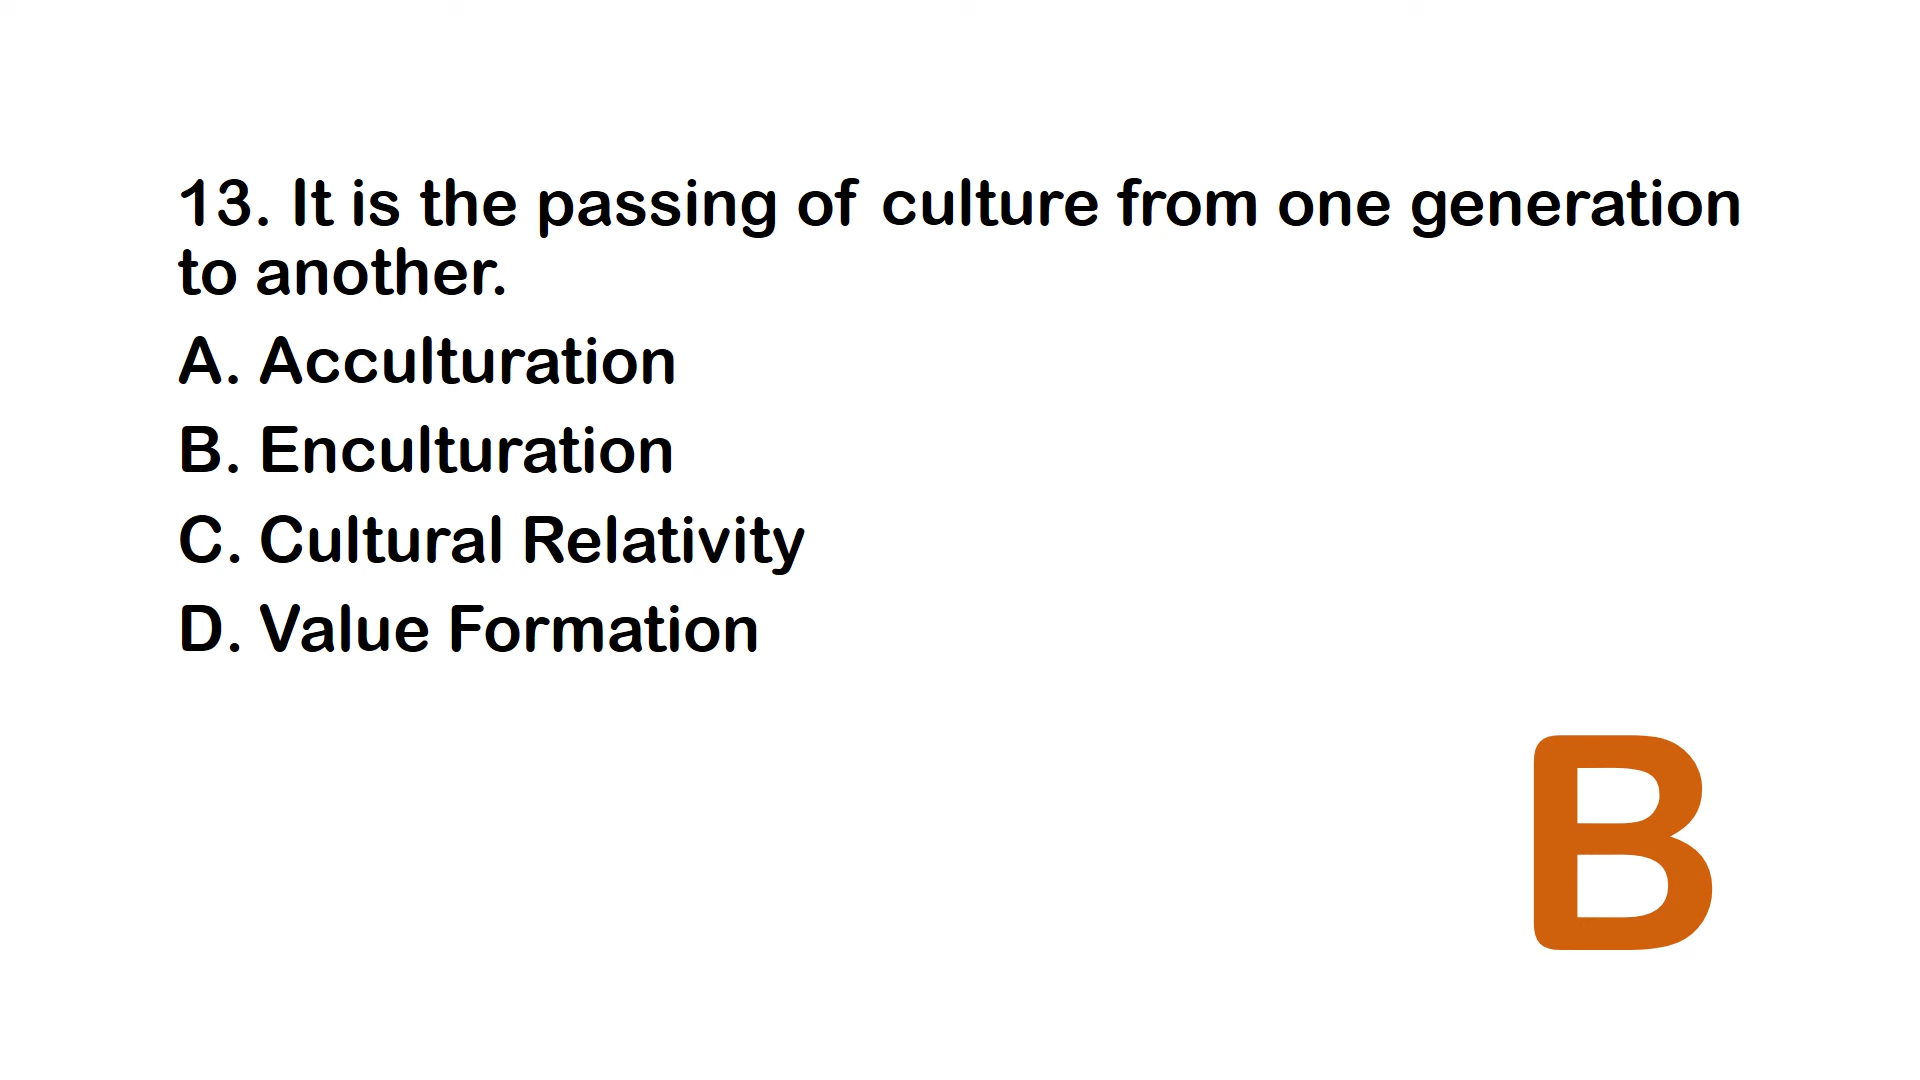 13. It is the passing of culture from one generation
to another.
A. Acculturation
B. Enculturation
C. Cultural Relativity
D. Value Formation
B